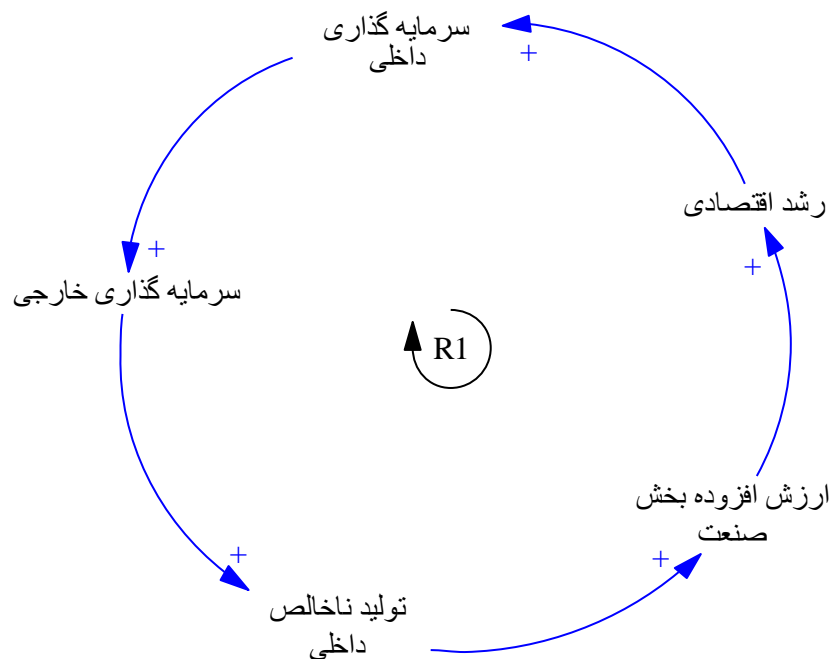 سرمایه گذاری
داخلی
+
رشد اقتصادی
+
+
سرمایه گذاری خارجی
R1
ارزش افزوده بخش
صنعت
+
+
تولید ناخالص
داخلی